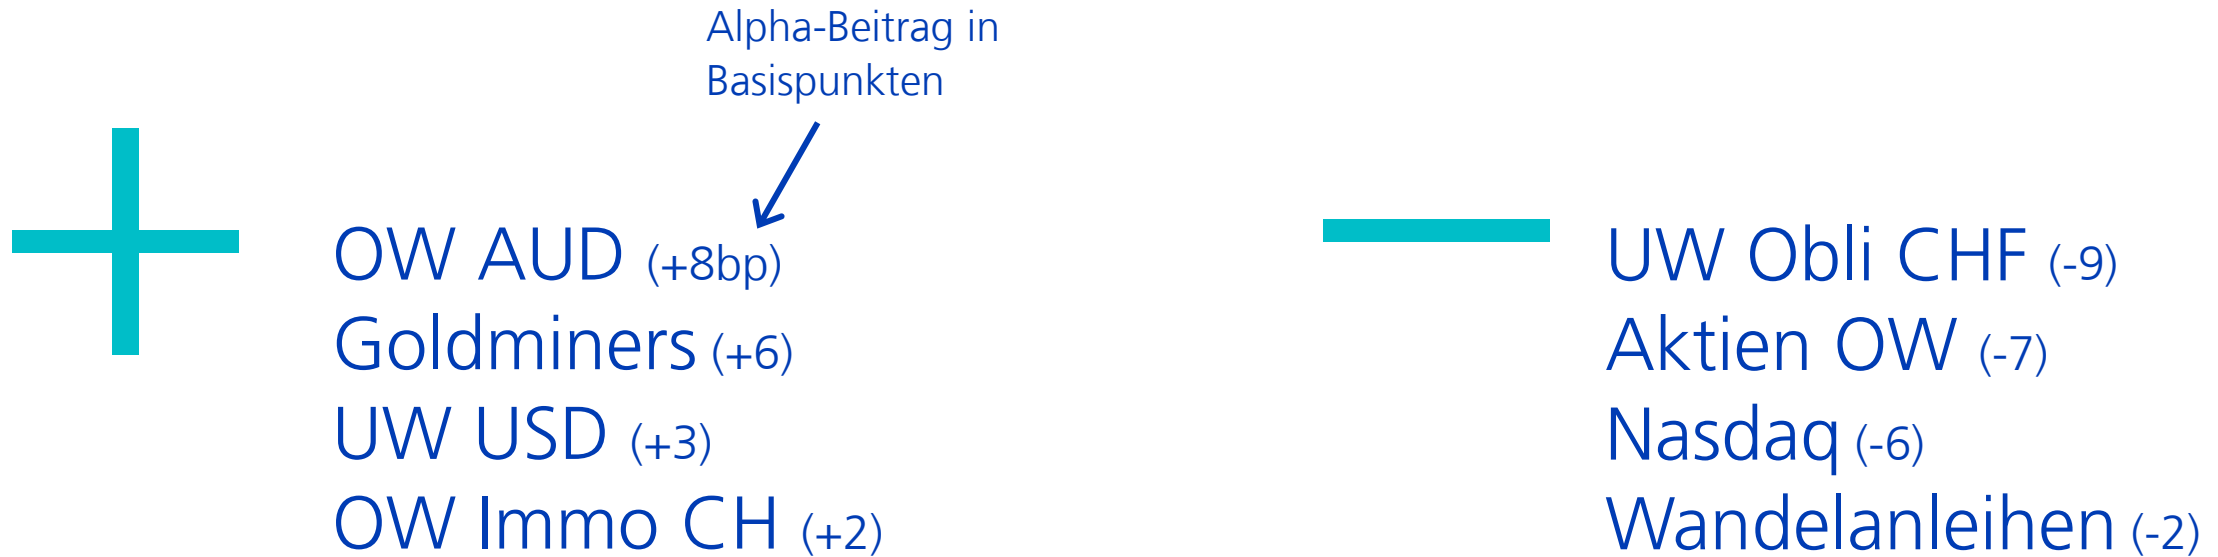 Alpha-Beitrag in
Basispunkten
OW AUD (+8bp)
Goldminers (+6)
UW USD (+3)
OW Immo CH (+2)
UW Obli CHF (-9)
Aktien OW (-7)
Nasdaq (-6)
Wandelanleihen (-2)